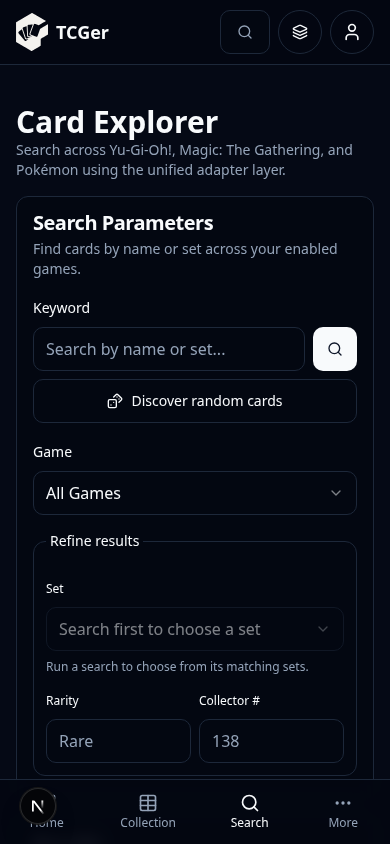 TCGer
Card Explorer
Search across Yu-Gi-Oh!, Magic: The Gathering, and
Pokémon using the unified adapter layer.
Search Parameters
Find cards by name or set across your enabled
games.
Keyword
Search by name or set...
Discover random cards
Game
All Games
Refine results
Set
Search first to choose a set
Run a search to choose from its matching sets.
Rarity
Collector #
Rare
138
N
Collection
Search
More